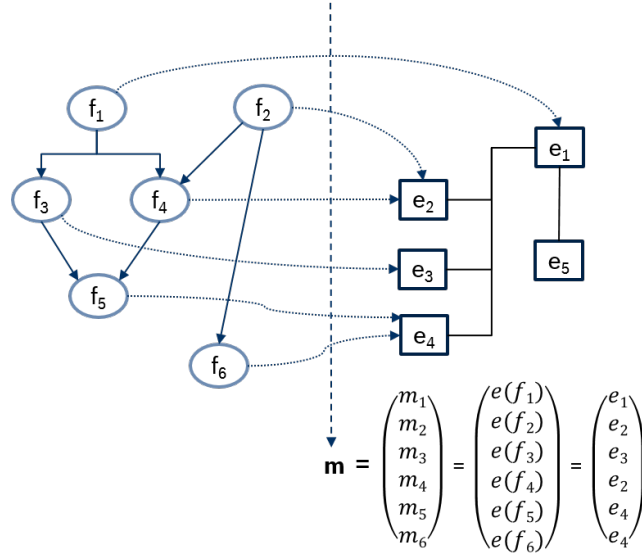 f₁
f₂
e₁
f₃
f₄
e₂
e₃
e₅
f₅
e₄
f₆
m = (m₁ m₂ m₃ m₄ m₅ m₆) = (e(f₁) e(f₂) e(f₃) e(f₄) e(f₅) e(f₆)) = (e₁ e₂ e₃ e₂ e₄ e₄)